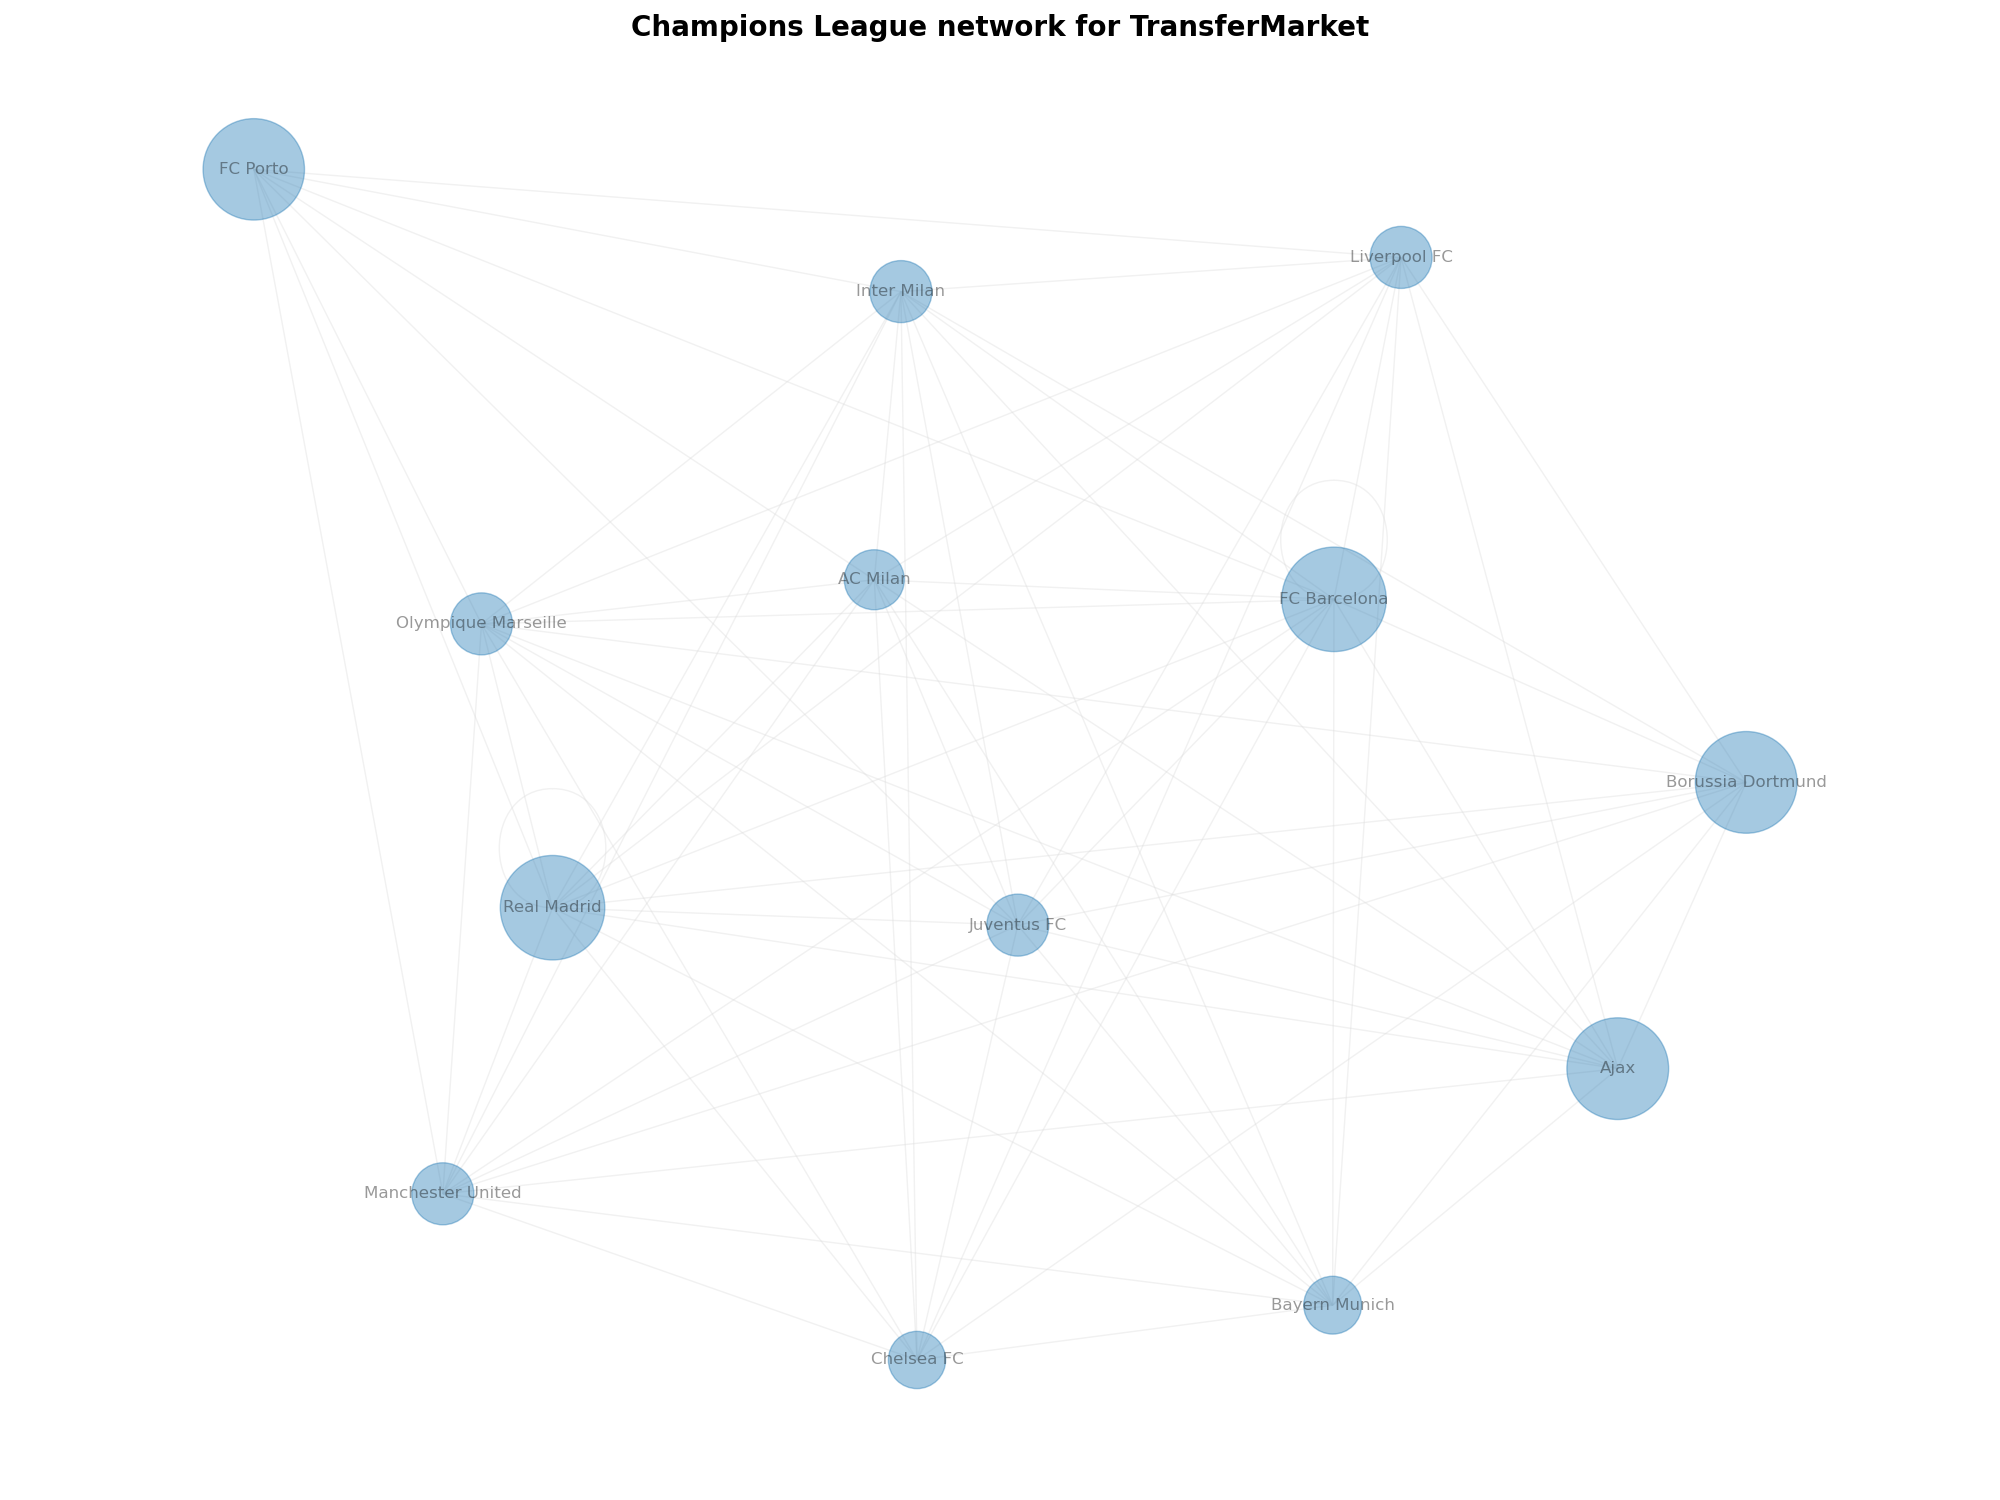 Champions League network for TransferMarket
FC Porto
Liverpool FC
Inter Milan
AC Milan
FC Barcelona
Olympique Marseille
Borussia Dortmund
Real Madrid
Juventus FC
Ajax
Manchester United
Bayern Munich
Chelsea FC